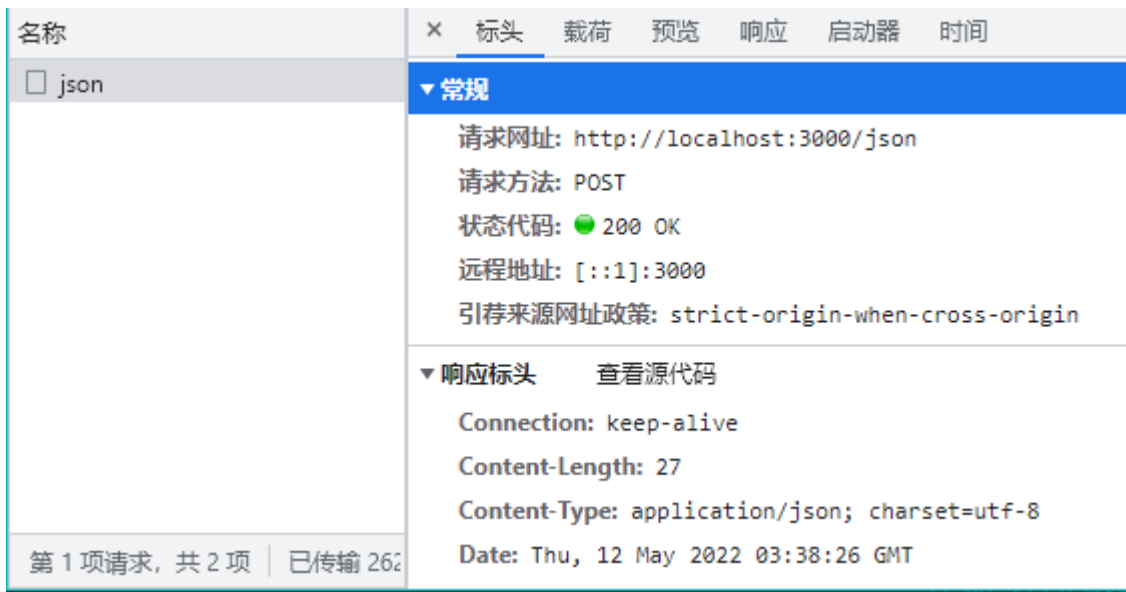 名称
× 标头 载荷 预览 响应 启动器 时间
json
常规
请求网址: http://localhost:3000/json
请求方法: POST
状态代码: 200 OK
远程地址: [::1]:3000
引荐来源网址政策: strict-origin-when-cross-origin
响应标头 查看源代码
Connection: keep-alive
Content-Length: 27
Content-Type: application/json; charset=utf-8
Date: Thu, 12 May 2022 03:38:26 GMT
第 1 项请求，共 2 项 已传输 262